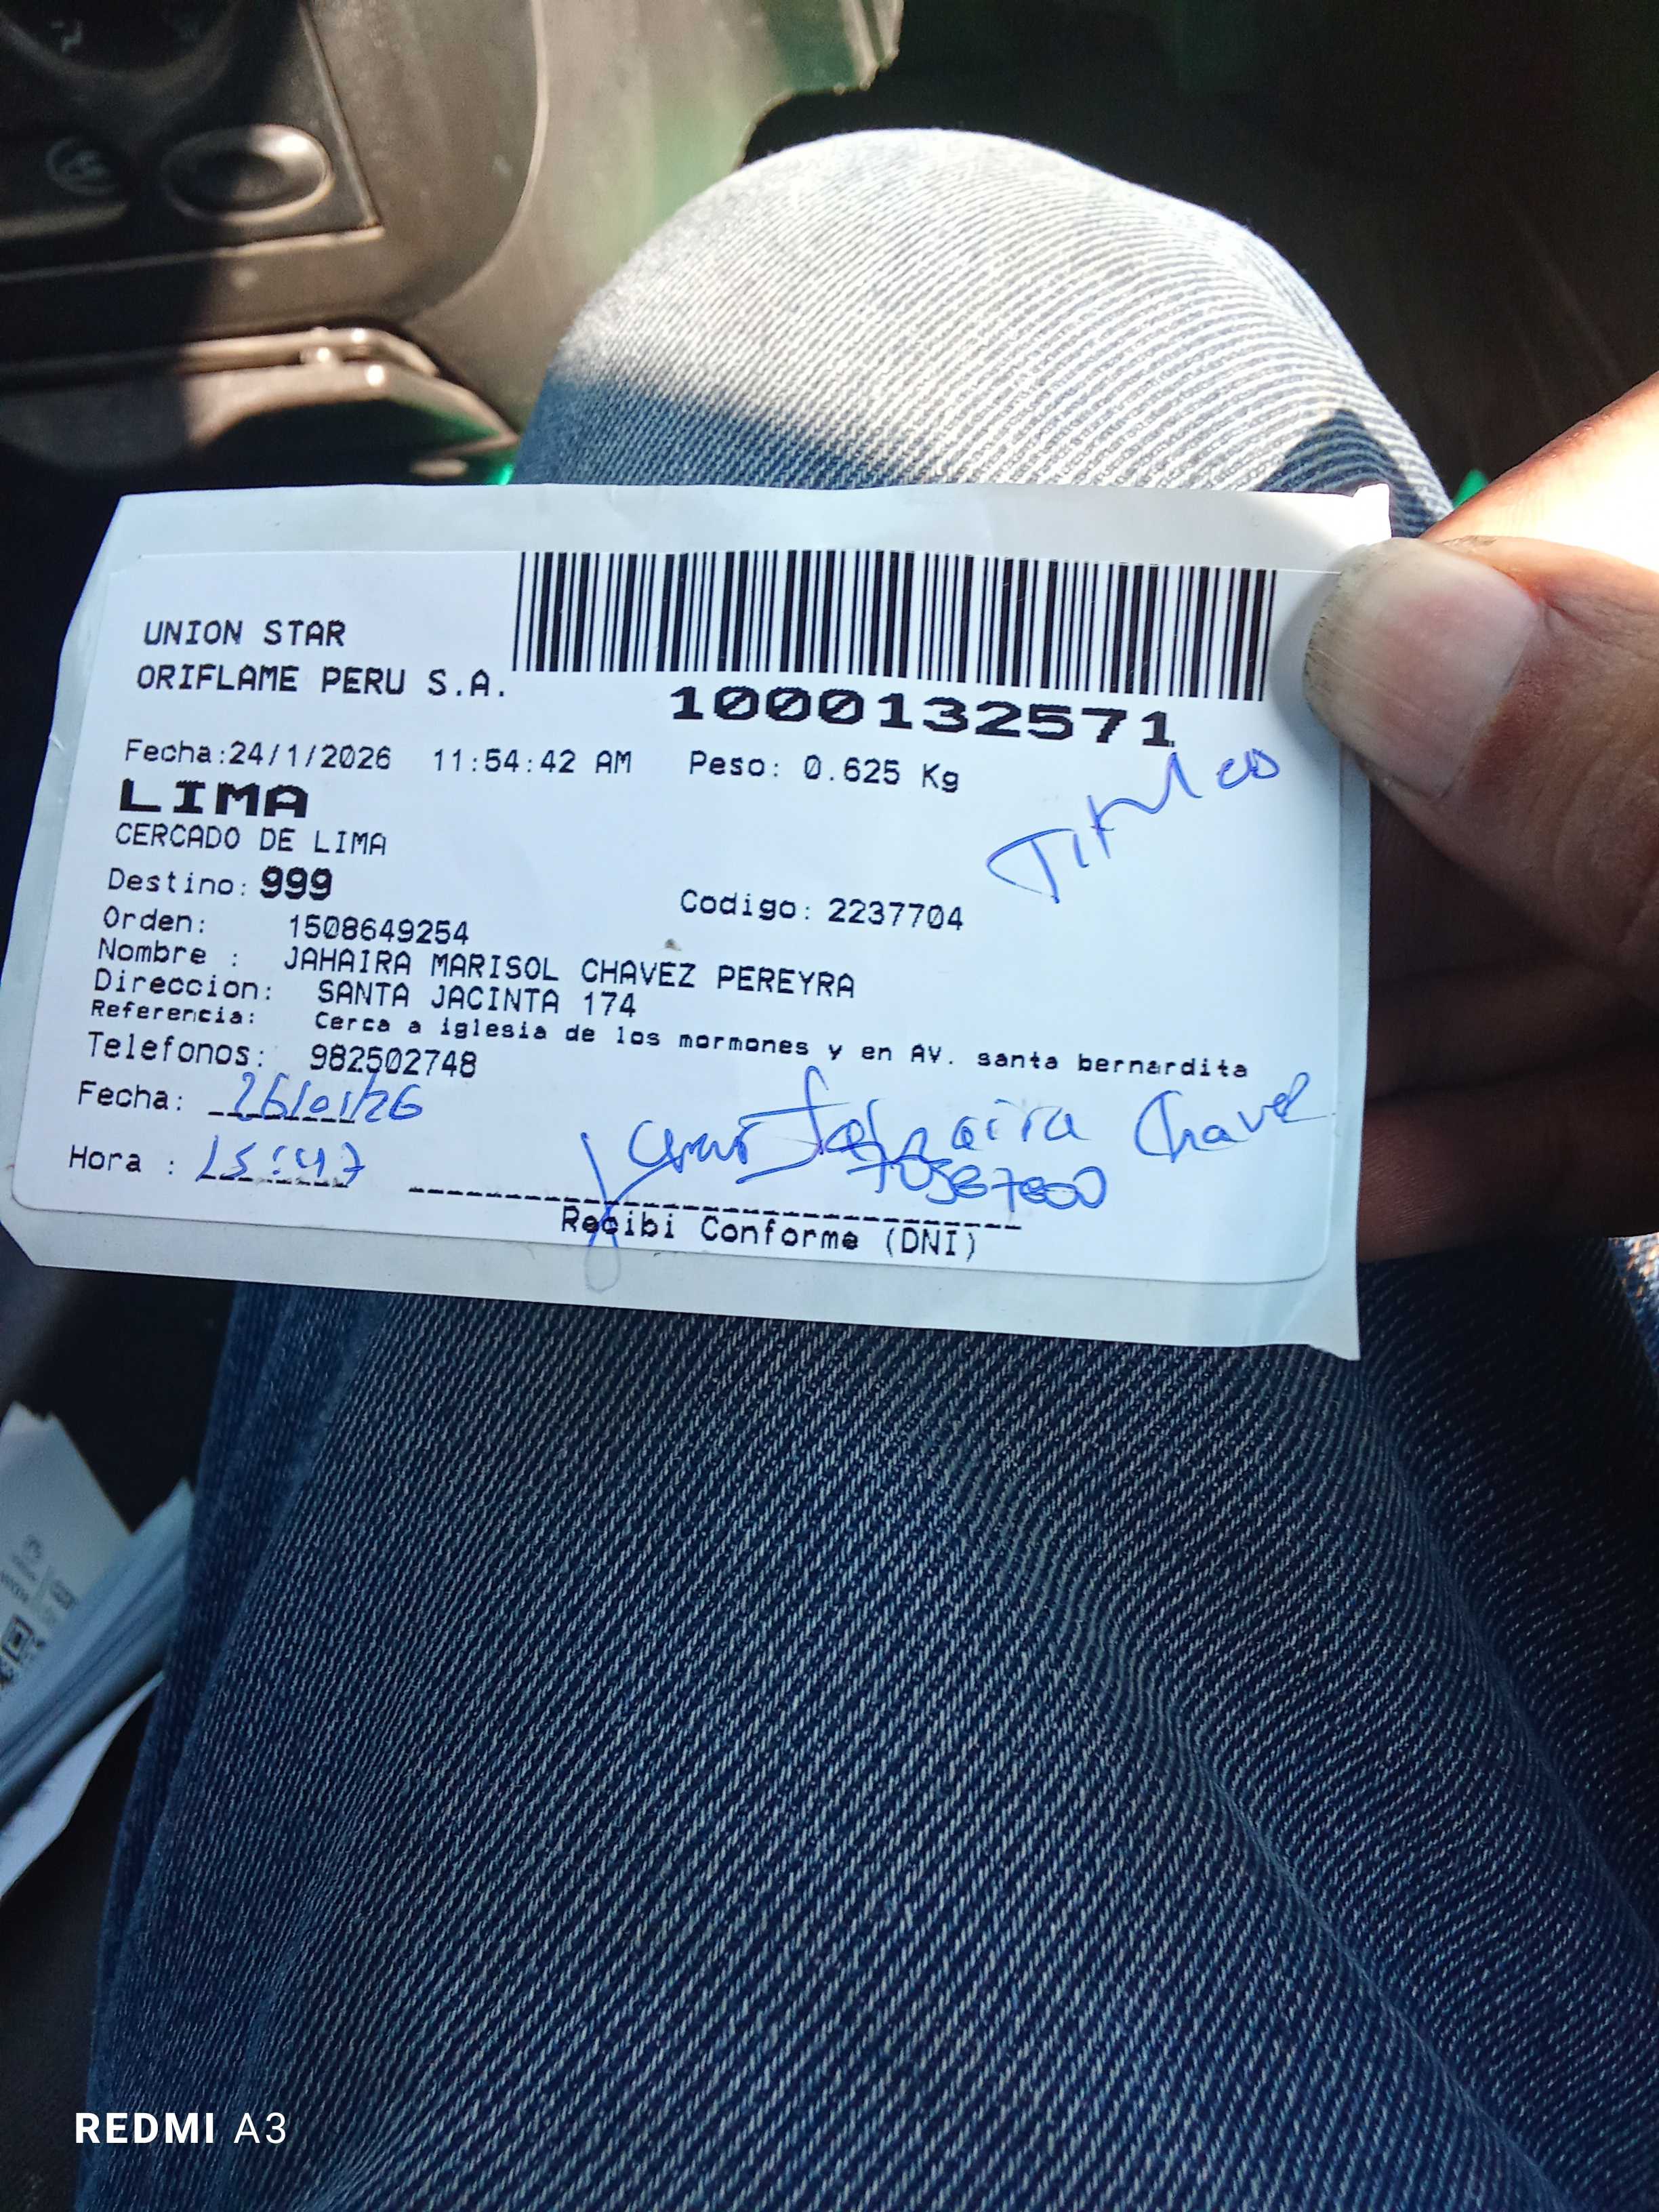 UNION STAR
ORIFLAME PERU S.A.
1000132571
Fecha:24/1/2026 11:54:42 AM Peso: 0.625 Kg
LIMA
CERCADO DE LIMA
Destino: 999
Codigo: 2237704
Orden: 1508649254
Nombre : JAHAIRA MARISOL CHAVEZ PEREYRA
Direccion: SANTA JACINTA 174
Referencia: Cerca a iglesia de los mormones y en AV. santa bernardita
Telefonos: 982502748
Fecha: 26/01/26
Jahaira Chavez
Hora : 15:47
Recibi Conforme (DNI)
REDMI A3